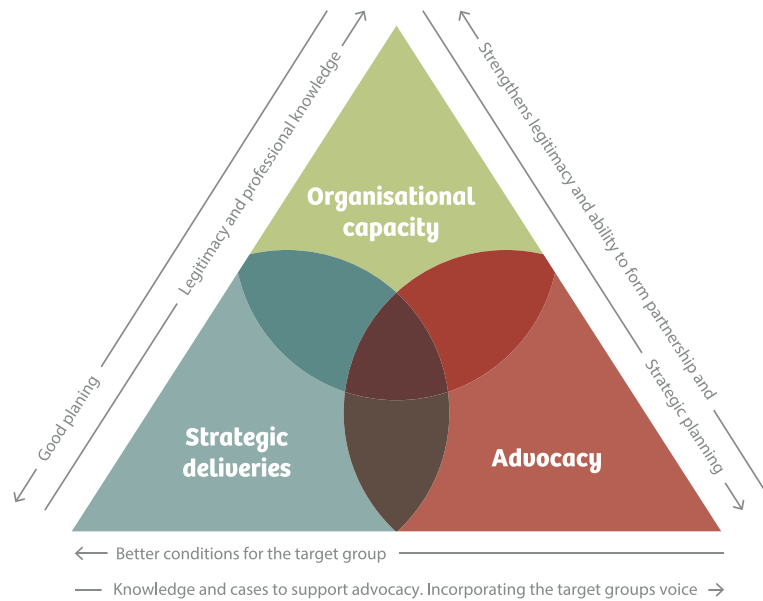 Legitimacy and professional knowledge
Strengthens legitimacy and ability to form partnership and
Organisational
capacity
Good planing
Strategic planning
Strategic
deliveries
Advocacy
Better conditions for the target group
Knowledge and cases to support advocacy. Incorporating the target groups voice